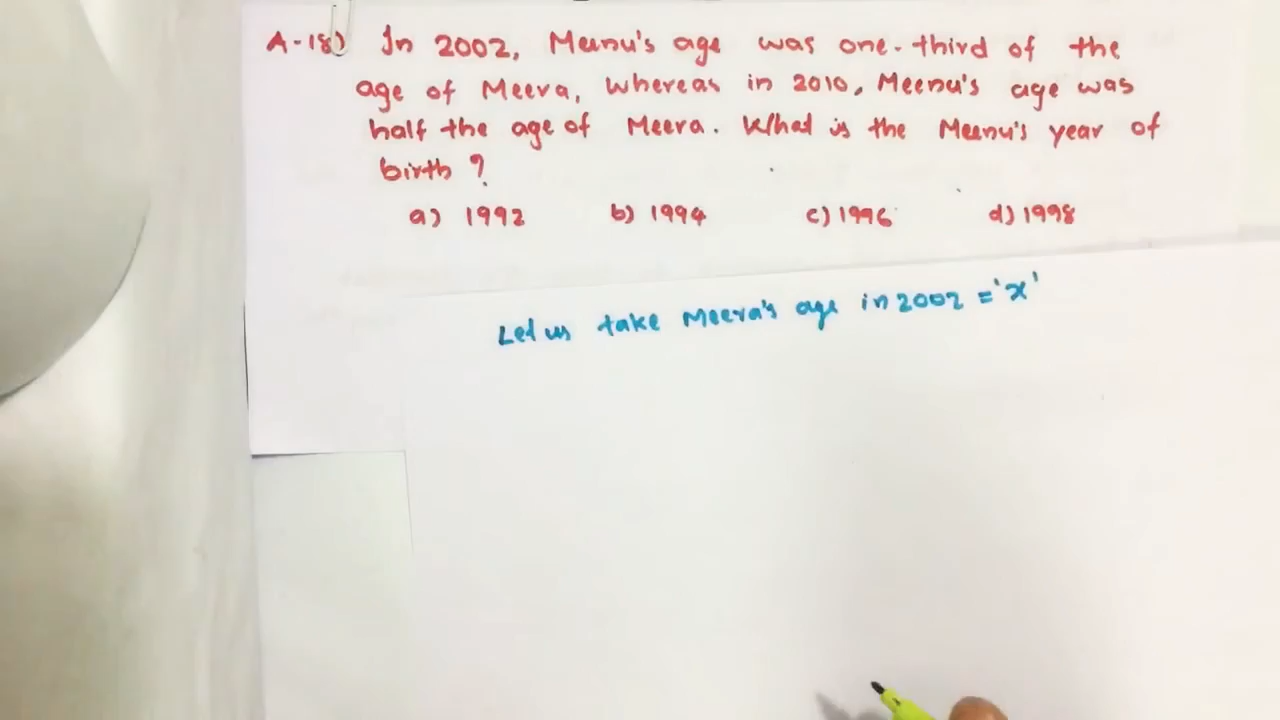 A-18) In 2002, Meenu's age was one-third of the
age of Meera, whereas in 2010, Meenu's age was
half the age of Meera. What is the Meenu's year of
birth ?
a) 1992 b) 1994 c) 1996 d) 1998
Let us take Meera's age in 2002 = 'x'